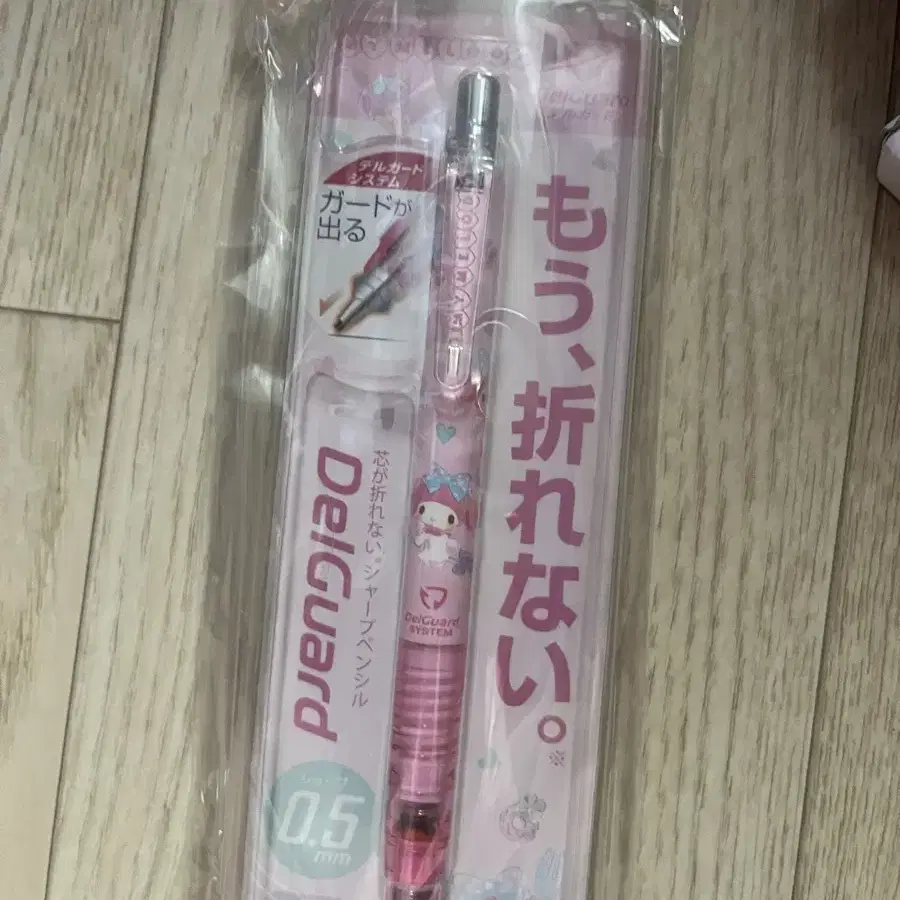 デルガード
システム
ガードが
出る
もう、折れない。※
芯が折れない。シャープペンシル
DelGuard
DelGuard
SYSTEM
0.5
mm